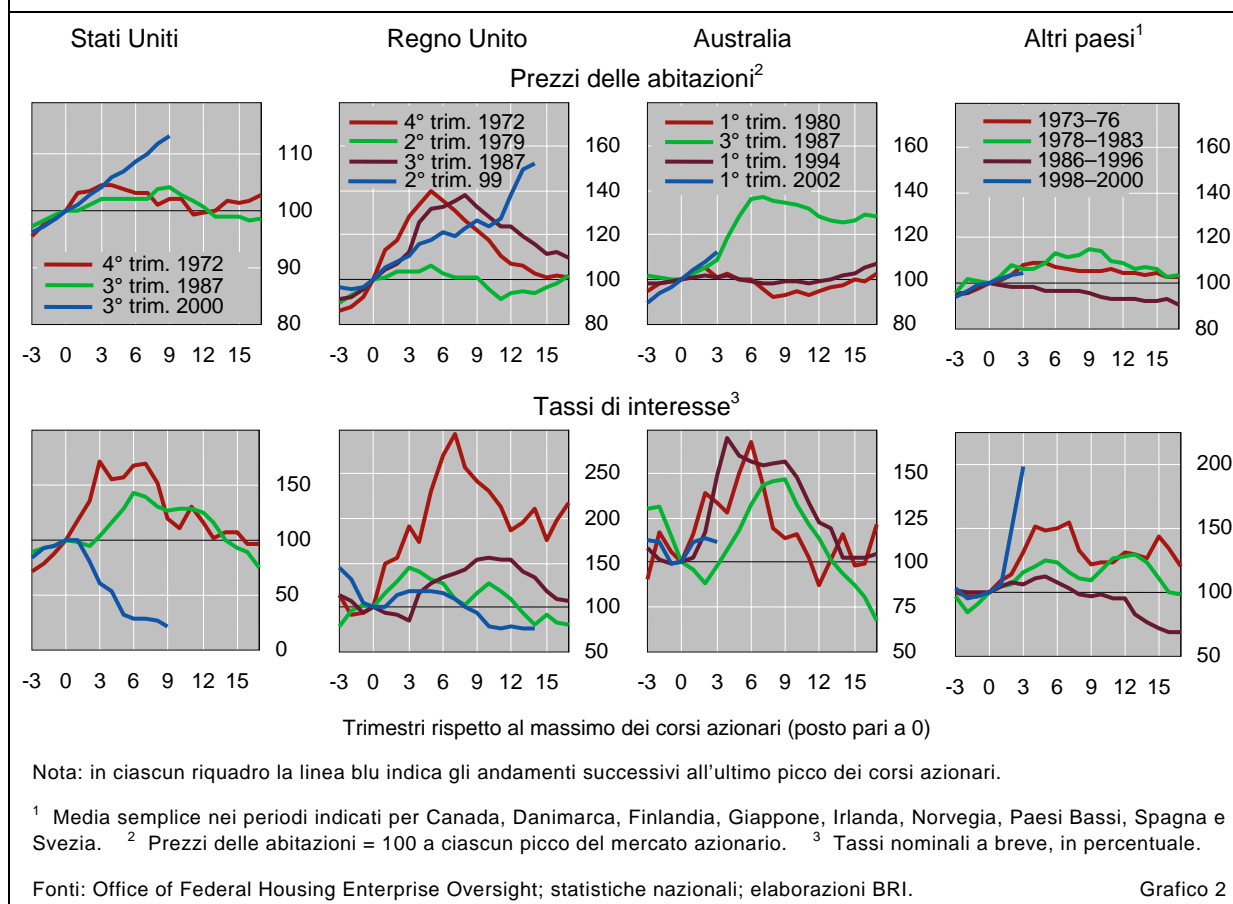 Stati Uniti
Regno Unito
Australia
Altri paesi¹
Prezzi delle abitazioni²
110
100
90
80
4° trim. 1972
3° trim. 1987
3° trim. 2000
-3 0 3 6 9 12 15
4° trim. 1972
2° trim. 1979
3° trim. 1987
2° trim. 99
160
140
120
100
80
-3 0 3 6 9 12 15
1° trim. 1980
3° trim. 1987
1° trim. 1994
1° trim. 2002
160
140
120
100
80
-3 0 3 6 9 12 15
1973–76
1978–1983
1986–1996
1998–2000
160
140
120
100
80
-3 0 3 6 9 12 15
Tassi di interesse³
150
100
50
0
-3 0 3 6 9 12 15
250
200
150
100
50
-3 0 3 6 9 12 15
150
125
100
75
50
-3 0 3 6 9 12 15
200
150
100
50
-3 0 3 6 9 12 15
Trimestri rispetto al massimo dei corsi azionari (posto pari a 0)
Nota: in ciascun riquadro la linea blu indica gli andamenti successivi all'ultimo picco dei corsi azionari.
¹ Media semplice nei periodi indicati per Canada, Danimarca, Finlandia, Giappone, Irlanda, Norvegia, Paesi Bassi, Spagna e
Svezia. ² Prezzi delle abitazioni = 100 a ciascun picco del mercato azionario. ³ Tassi nominali a breve, in percentuale.
Fonti: Office of Federal Housing Enterprise Oversight; statistiche nazionali; elaborazioni BRI. Grafico 2